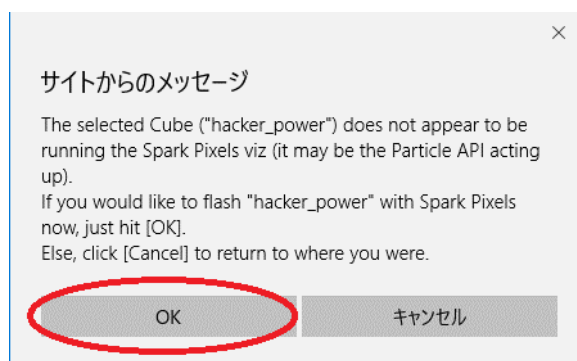 サイトからのメッセージ
The selected Cube ("hacker_power") does not appear to be
running the Spark Pixels viz (it may be the Particle API acting
up).
If you would like to flash "hacker_power" with Spark Pixels
now, just hit [OK].
Else, click [Cancel] to return to where you were.
OK
キャンセル